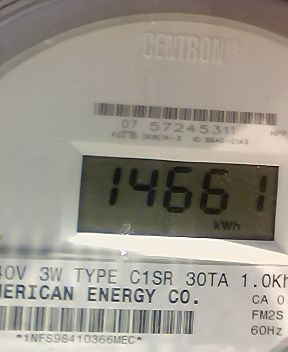 CENTRON®
07 57245311
14661
kWh
40V 3W TYPE C1SR 30TA 1.0Kh
MERICAN ENERGY CO.
CA 0
FM2S
60Hz
*1NFS98410366MEC*